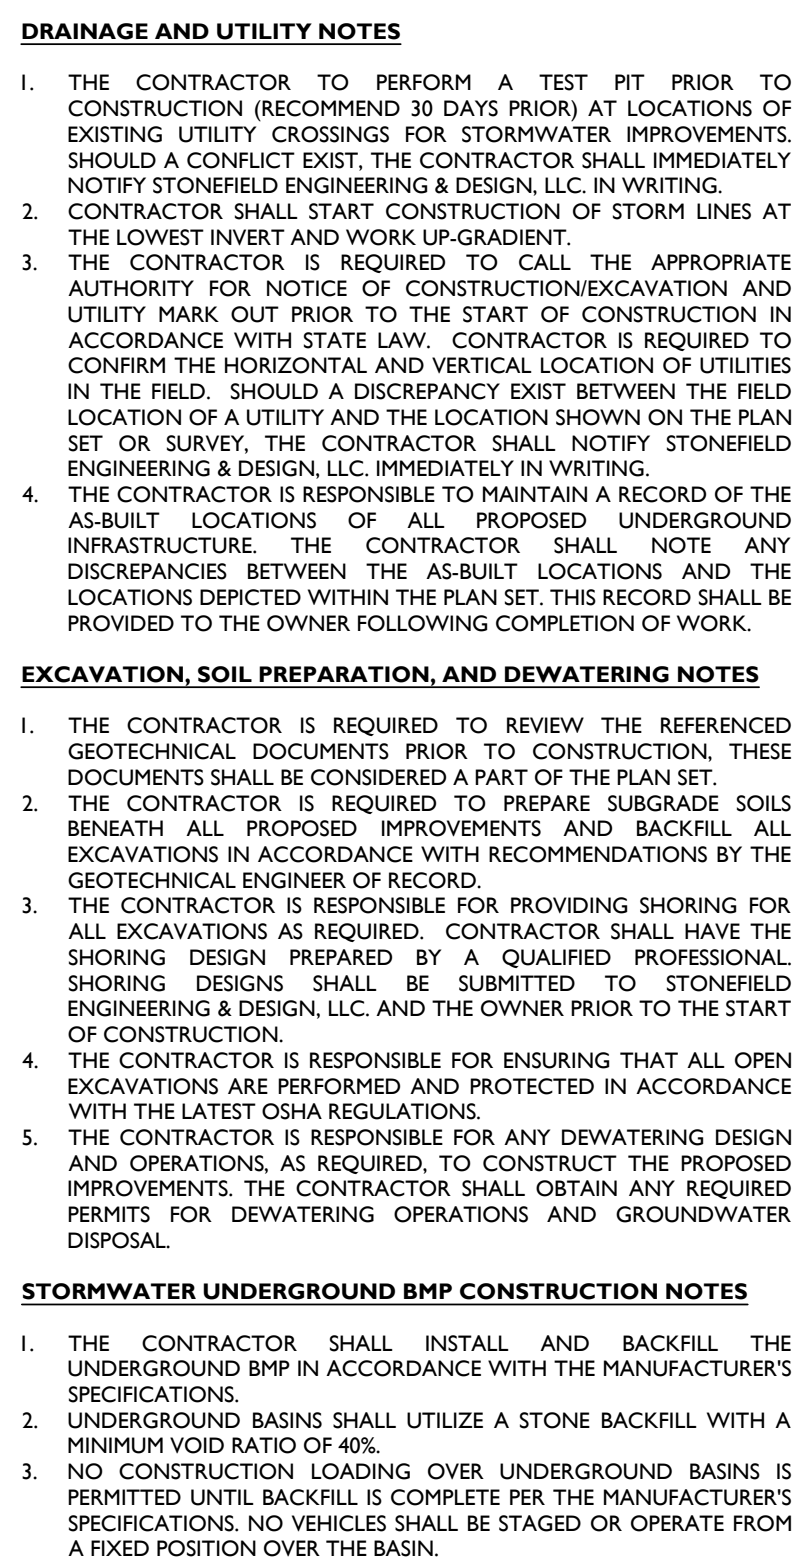 DRAINAGE AND UTILITY NOTES
1. THE CONTRACTOR TO PERFORM A TEST PIT PRIOR TO
CONSTRUCTION (RECOMMEND 30 DAYS PRIOR) AT LOCATIONS OF
EXISTING UTILITY CROSSINGS FOR STORMWATER IMPROVEMENTS.
SHOULD A CONFLICT EXIST, THE CONTRACTOR SHALL IMMEDIATELY
NOTIFY STONEFIELD ENGINEERING & DESIGN, LLC. IN WRITING.
2. CONTRACTOR SHALL START CONSTRUCTION OF STORM LINES AT
THE LOWEST INVERT AND WORK UP-GRADIENT.
3. THE CONTRACTOR IS REQUIRED TO CALL THE APPROPRIATE
AUTHORITY FOR NOTICE OF CONSTRUCTION/EXCAVATION AND
UTILITY MARK OUT PRIOR TO THE START OF CONSTRUCTION IN
ACCORDANCE WITH STATE LAW. CONTRACTOR IS REQUIRED TO
CONFIRM THE HORIZONTAL AND VERTICAL LOCATION OF UTILITIES
IN THE FIELD. SHOULD A DISCREPANCY EXIST BETWEEN THE FIELD
LOCATION OF A UTILITY AND THE LOCATION SHOWN ON THE PLAN
SET OR SURVEY, THE CONTRACTOR SHALL NOTIFY STONEFIELD
ENGINEERING & DESIGN, LLC. IMMEDIATELY IN WRITING.
4. THE CONTRACTOR IS RESPONSIBLE TO MAINTAIN A RECORD OF THE
AS-BUILT LOCATIONS OF ALL PROPOSED UNDERGROUND
INFRASTRUCTURE. THE CONTRACTOR SHALL NOTE ANY
DISCREPANCIES BETWEEN THE AS-BUILT LOCATIONS AND THE
LOCATIONS DEPICTED WITHIN THE PLAN SET. THIS RECORD SHALL BE
PROVIDED TO THE OWNER FOLLOWING COMPLETION OF WORK.
EXCAVATION, SOIL PREPARATION, AND DEWATERING NOTES
1. THE CONTRACTOR IS REQUIRED TO REVIEW THE REFERENCED
GEOTECHNICAL DOCUMENTS PRIOR TO CONSTRUCTION, THESE
DOCUMENTS SHALL BE CONSIDERED A PART OF THE PLAN SET.
2. THE CONTRACTOR IS REQUIRED TO PREPARE SUBGRADE SOILS
BENEATH ALL PROPOSED IMPROVEMENTS AND BACKFILL ALL
EXCAVATIONS IN ACCORDANCE WITH RECOMMENDATIONS BY THE
GEOTECHNICAL ENGINEER OF RECORD.
3. THE CONTRACTOR IS RESPONSIBLE FOR PROVIDING SHORING FOR
ALL EXCAVATIONS AS REQUIRED. CONTRACTOR SHALL HAVE THE
SHORING DESIGN PREPARED BY A QUALIFIED PROFESSIONAL.
SHORING DESIGNS SHALL BE SUBMITTED TO STONEFIELD
ENGINEERING & DESIGN, LLC. AND THE OWNER PRIOR TO THE START
OF CONSTRUCTION.
4. THE CONTRACTOR IS RESPONSIBLE FOR ENSURING THAT ALL OPEN
EXCAVATIONS ARE PERFORMED AND PROTECTED IN ACCORDANCE
WITH THE LATEST OSHA REGULATIONS.
5. THE CONTRACTOR IS RESPONSIBLE FOR ANY DEWATERING DESIGN
AND OPERATIONS, AS REQUIRED, TO CONSTRUCT THE PROPOSED
IMPROVEMENTS. THE CONTRACTOR SHALL OBTAIN ANY REQUIRED
PERMITS FOR DEWATERING OPERATIONS AND GROUNDWATER
DISPOSAL.
STORMWATER UNDERGROUND BMP CONSTRUCTION NOTES
1. THE CONTRACTOR SHALL INSTALL AND BACKFILL THE
UNDERGROUND BMP IN ACCORDANCE WITH THE MANUFACTURER'S
SPECIFICATIONS.
2. UNDERGROUND BASINS SHALL UTILIZE A STONE BACKFILL WITH A
MINIMUM VOID RATIO OF 40%.
3. NO CONSTRUCTION LOADING OVER UNDERGROUND BASINS IS
PERMITTED UNTIL BACKFILL IS COMPLETE PER THE MANUFACTURER'S
SPECIFICATIONS. NO VEHICLES SHALL BE STAGED OR OPERATE FROM
A FIXED POSITION OVER THE BASIN.